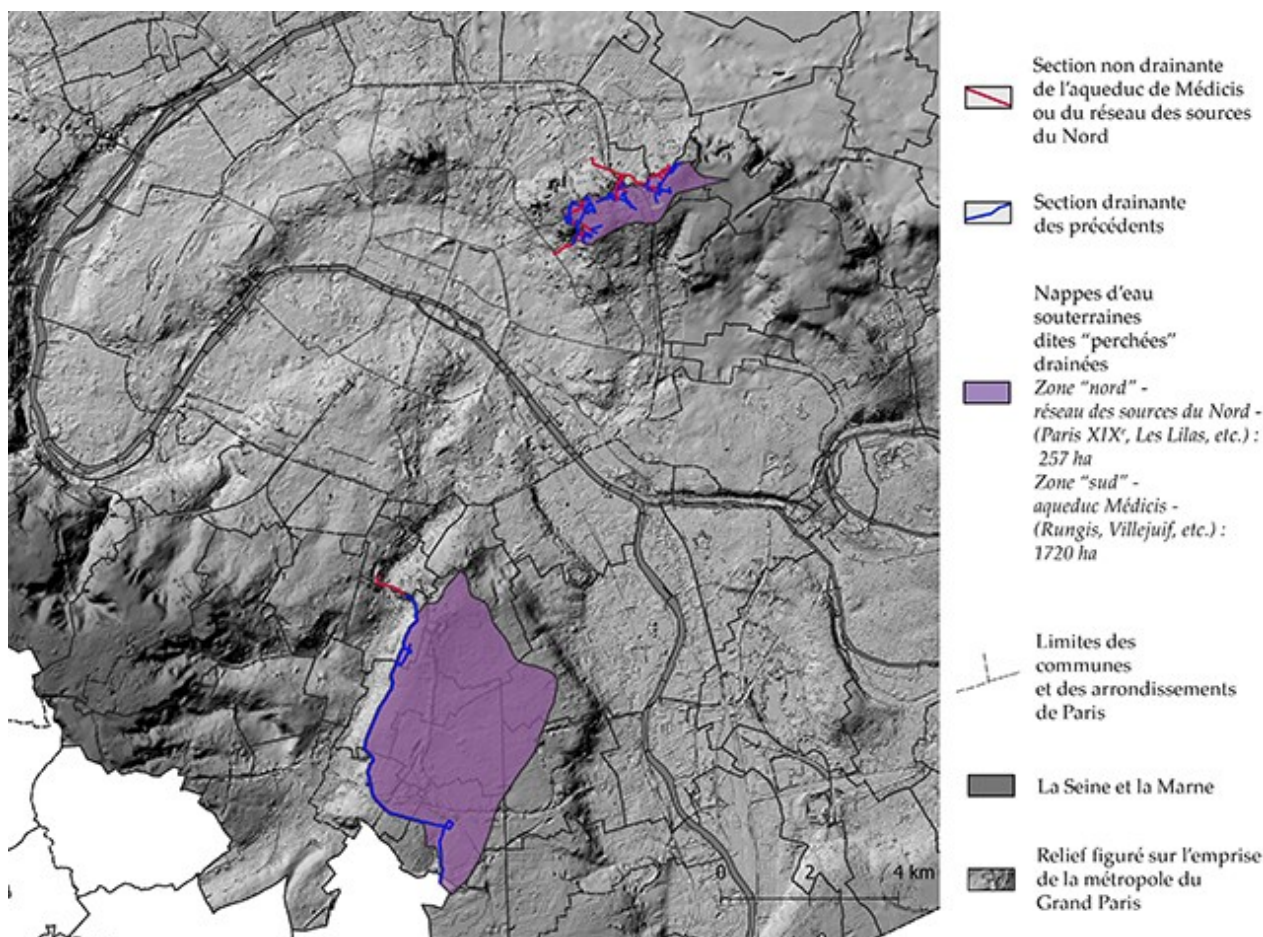 Section non drainante
de l'aqueduc de Médicis
ou du réseau des sources
du Nord
Section drainante
des précédents
Nappes d'eau
souterraines
dites "perchées"
drainées
Zone "nord" -
réseau des sources du Nord -
(Paris XIXe, Les Lilas, etc.) :
257 ha
Zone "sud" -
aqueduc Médicis -
(Rungis, Villejuif, etc.) :
1720 ha
Limites des
communes
et des arrondissements
de Paris
La Seine et la Marne
Relief figuré sur l'emprise
de la métropole du
Grand Paris
0 2 4 km